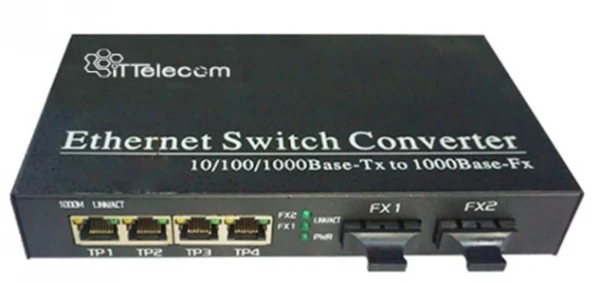 iTTelecom
Ethernet Switch Converter
10/100/1000Base-Tx to 1000Base-Fx
1000M LINK/ACT
FX2 LINK/ACT
FX1
PWR
FX1 FX2
TP1 TP2 TP3 TP4